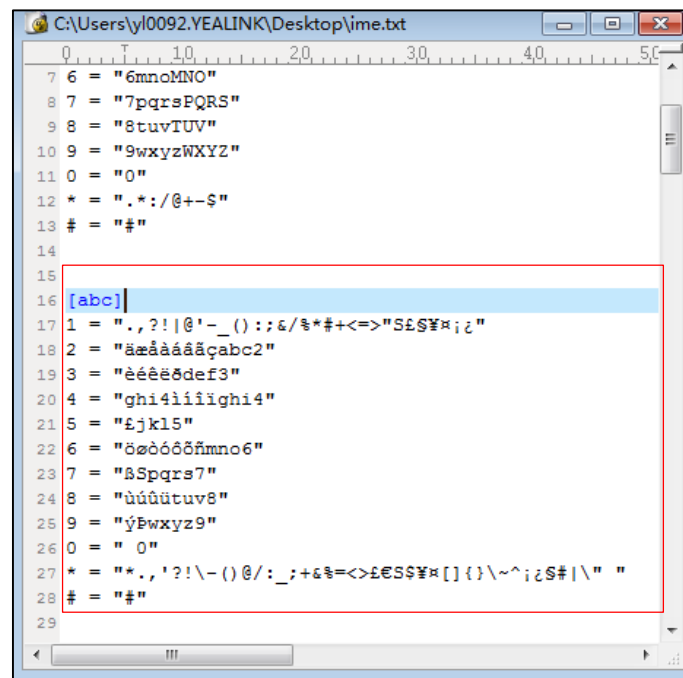 C:\Users\yl0092.YEALINK\Desktop\ime.txt
0 10 20 30 40 50
7 6 = "6mnoMNO"
8 7 = "7pqrsPQRS"
9 8 = "8tuvTUV"
10 9 = "9wxyzWXYZ"
11 0 = "0"
12 * = ".*:/@+-$"
13 # = "#"
14
15
16 [abc]
17 1 = ".,?!|@'-_():;&/%*#+<=>"S£§¥¤¡¿"
18 2 = "äæåàáâãçabc2"
19 3 = "èéêëðdef3"
20 4 = "ghi4ìíîïghi4"
21 5 = "£jkl5"
22 6 = "öøòóôõñmno6"
23 7 = "ßSpqrs7"
24 8 = "ùúûütuv8"
25 9 = "ýÞwxyz9"
26 0 = " 0"
27 * = "*.,'?!\-()@/:_;+&%=<>£€S$¥¤[]{}\~^¡¿§#|\" "
28 # = "#"
29